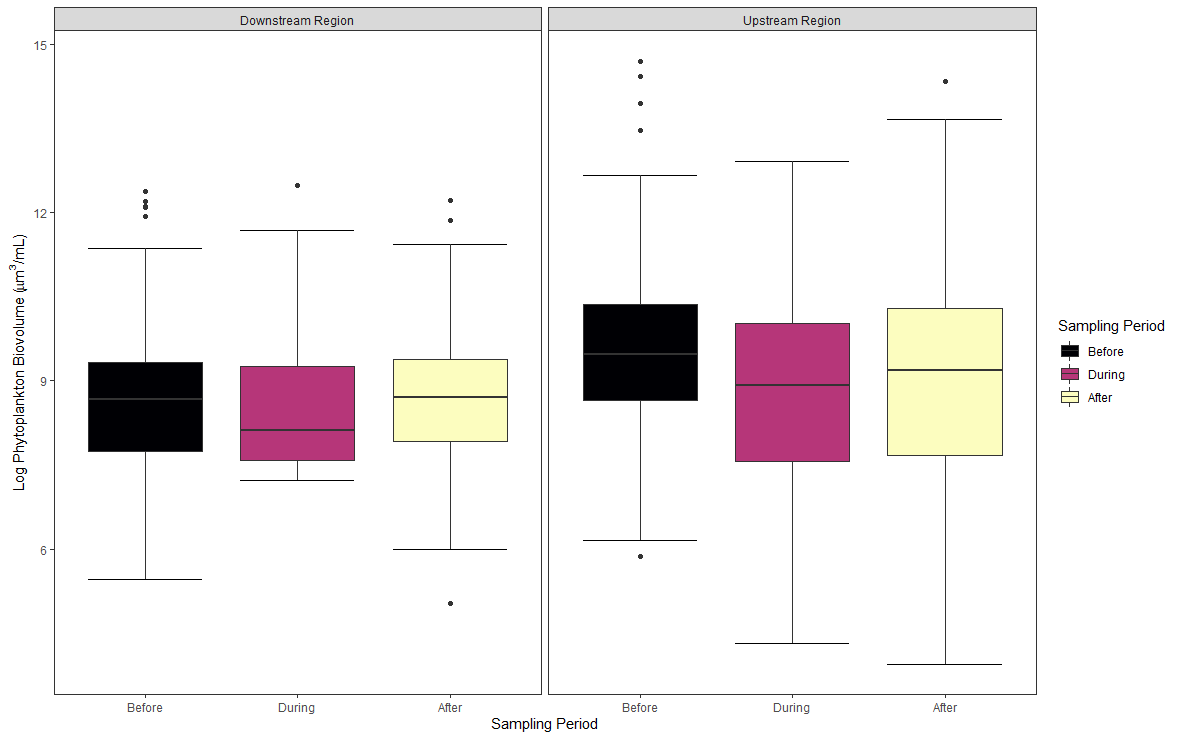 Downstream Region
Upstream Region
15
12
9
6
Log Phytoplankton Biovolume (μm³/mL)
Before
During
After
Before
During
After
Sampling Period
Sampling Period
Before
During
After